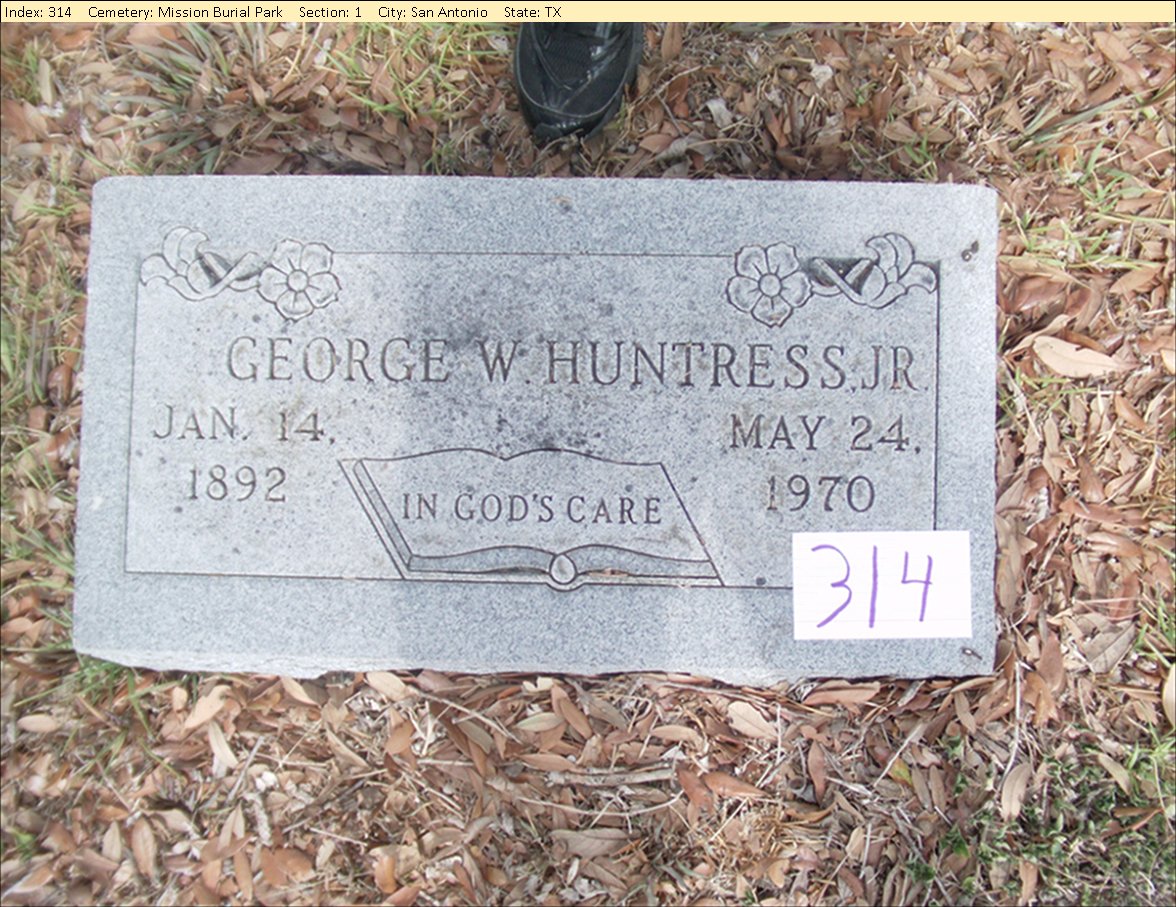 Index: 314 Cemetery: Mission Burial Park Section: 1 City: San Antonio State: TX
GEORGE W. HUNTRESS, JR.
JAN. 14,
1892
MAY 24,
1970
IN GOD'S CARE
314